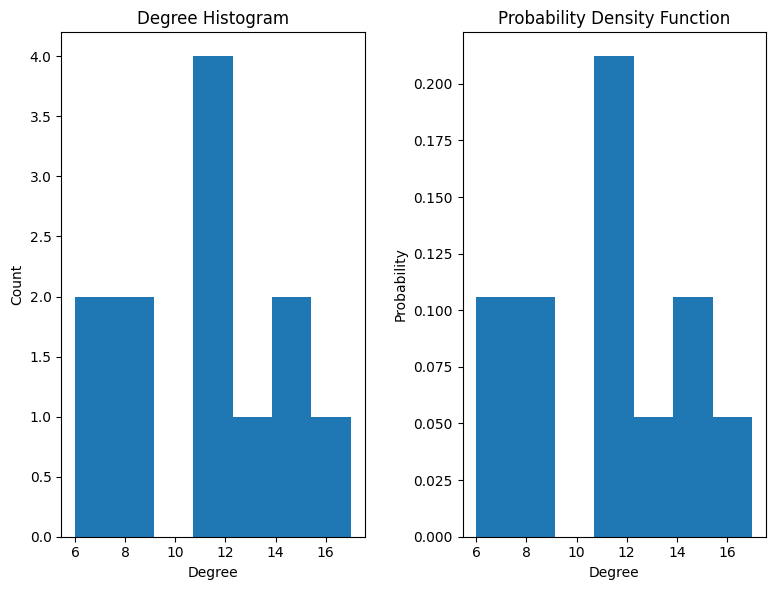 Degree Histogram
4.0
3.5
3.0
2.5
2.0
1.5
1.0
0.5
0.0
Count
6 8 10 12 14 16
Degree
Probability Density Function
0.200
0.175
0.150
0.125
0.100
0.075
0.050
0.025
0.000
Probability
6 8 10 12 14 16
Degree